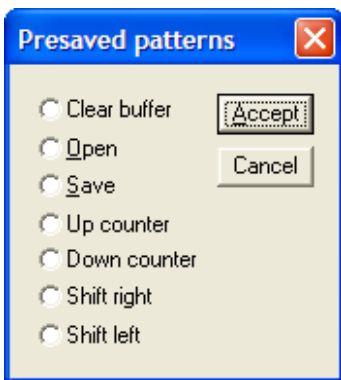 Presaved patterns
Clear buffer
Accept
Open
Cancel
Save
Up counter
Down counter
Shift right
Shift left